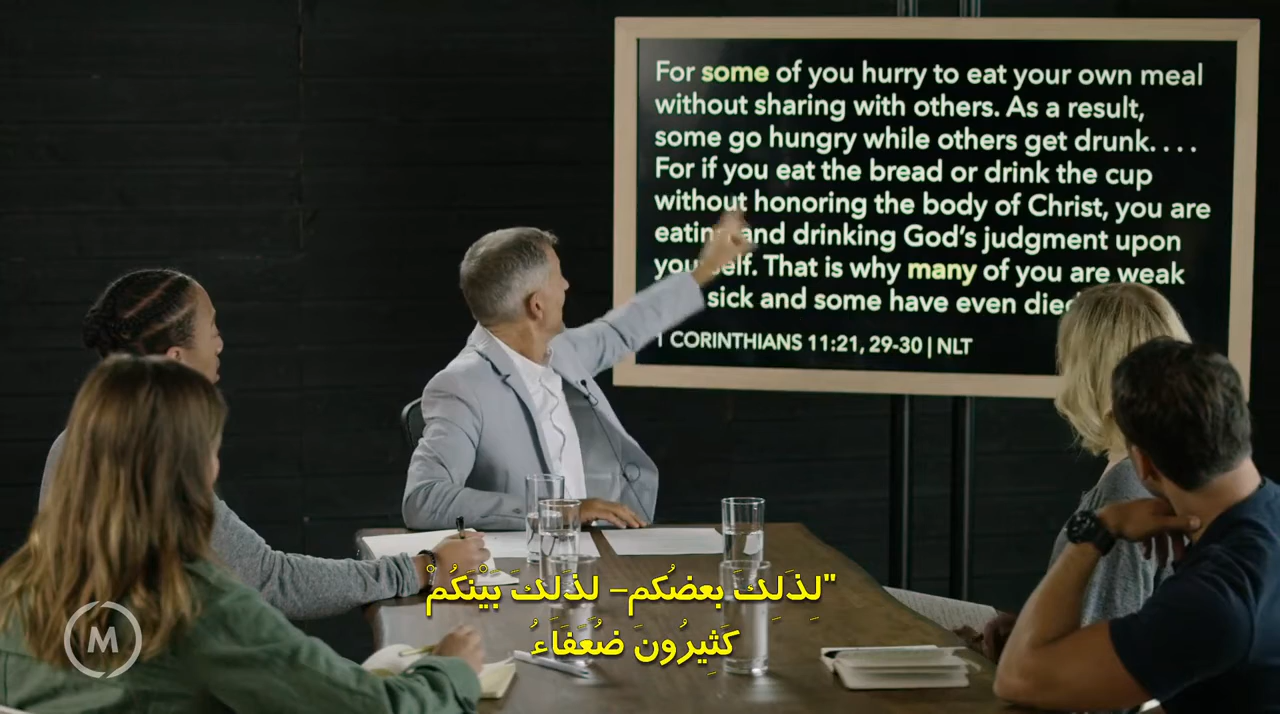 For some of you hurry to eat your own meal
without sharing with others. As a result,
some go hungry while others get drunk. . . .
For if you eat the bread or drink the cup
without honoring the body of Christ, you are
and drinking God's judgment upon
That is why many of you are weak
sick and some have even died
1 CORINTHIANS 11:21, 29-30 | NLT
"لِذَلِكَ بعضُكم– لذَلكَ بَيْنَكُمْ
كَثِيرُونَ ضُعَفَاءُ
M